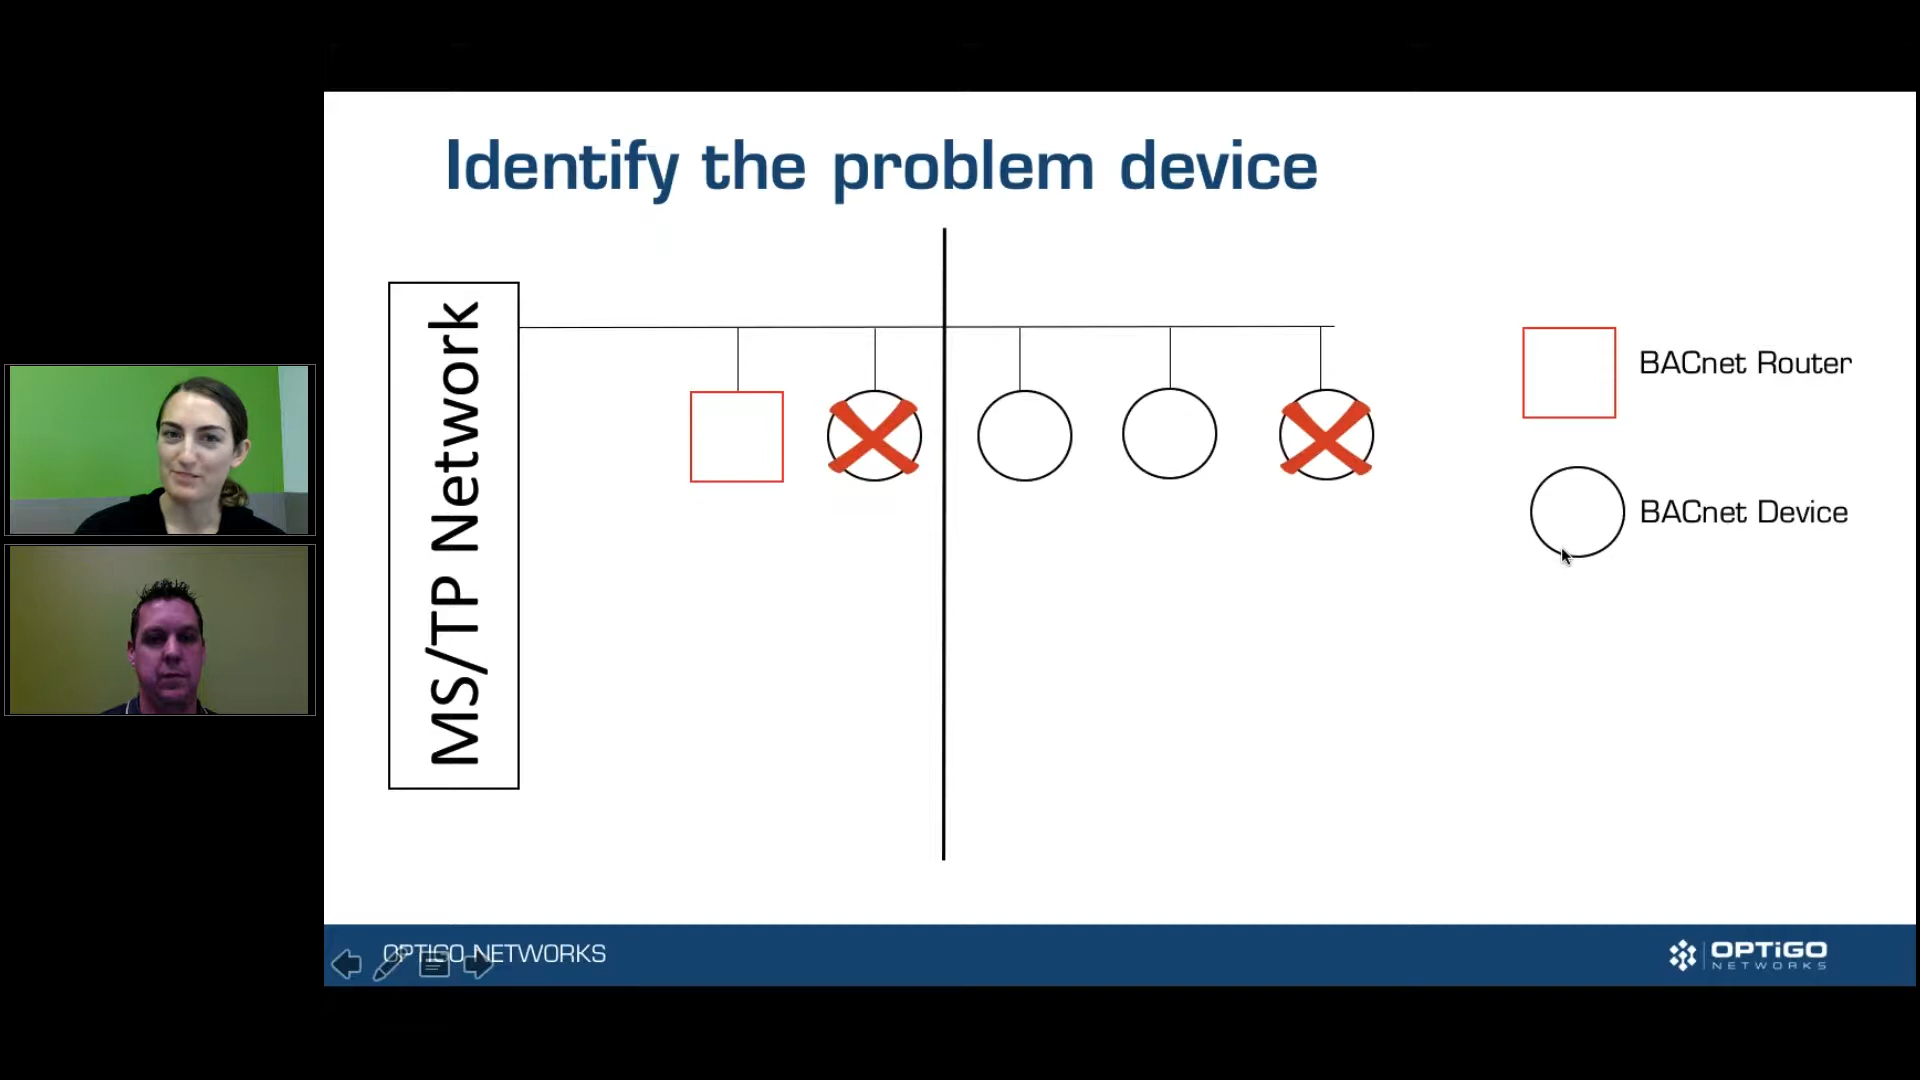 Identify the problem device
MS/TP Network
BACnet Router
BACnet Device
OPTIGO NETWORKS
OPTiGO
NETWORKS